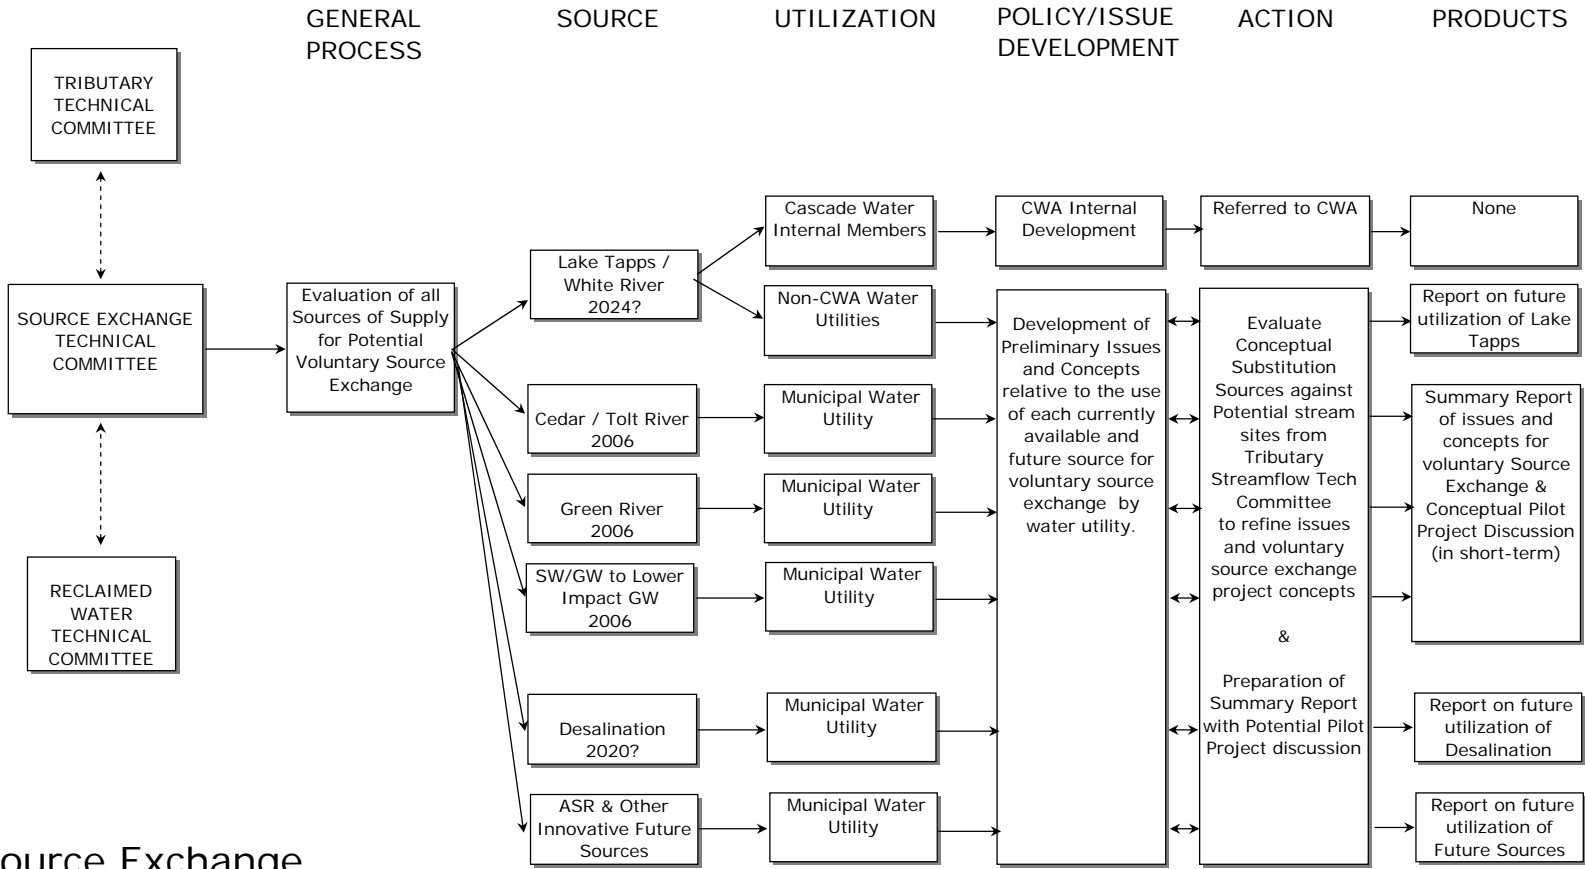 GENERAL
PROCESS
SOURCE
UTILIZATION
POLICY/ISSUE
DEVELOPMENT
ACTION
PRODUCTS
TRIBUTARY
TECHNICAL
COMMITTEE
SOURCE EXCHANGE
TECHNICAL
COMMITTEE
RECLAIMED
WATER
TECHNICAL
COMMITTEE
Evaluation of all
Sources of Supply
for Potential
Voluntary Source
Exchange
Lake Tapps /
White River
2024?
Cedar / Tolt River
2006
Green River
2006
SW/GW to Lower
Impact GW
2006
Desalination
2020?
ASR & Other
Innovative Future
Sources
Cascade Water
Internal Members
Non-CWA Water
Utilities
Municipal Water
Utility
Municipal Water
Utility
Municipal Water
Utility
Municipal Water
Utility
Municipal Water
Utility
CWA Internal
Development
Development of
Preliminary Issues
and Concepts
relative to the use
of each currently
available and
future source for
voluntary source
exchange by
water utility.
Referred to CWA
Evaluate
Conceptual
Substitution
Sources against
Potential stream
sites from
Tributary
Streamflow Tech
Committee
to refine issues
and voluntary
source exchange
project concepts
&
Preparation of
Summary Report
with Potential Pilot
Project discussion
None
Report on future
utilization of Lake
Tapps
Summary Report
of issues and
concepts for
voluntary Source
Exchange &
Conceptual Pilot
Project Discussion
(in short-term)
Report on future
utilization of
Desalination
Report on future
utilization of
Future Sources
ource Exchange